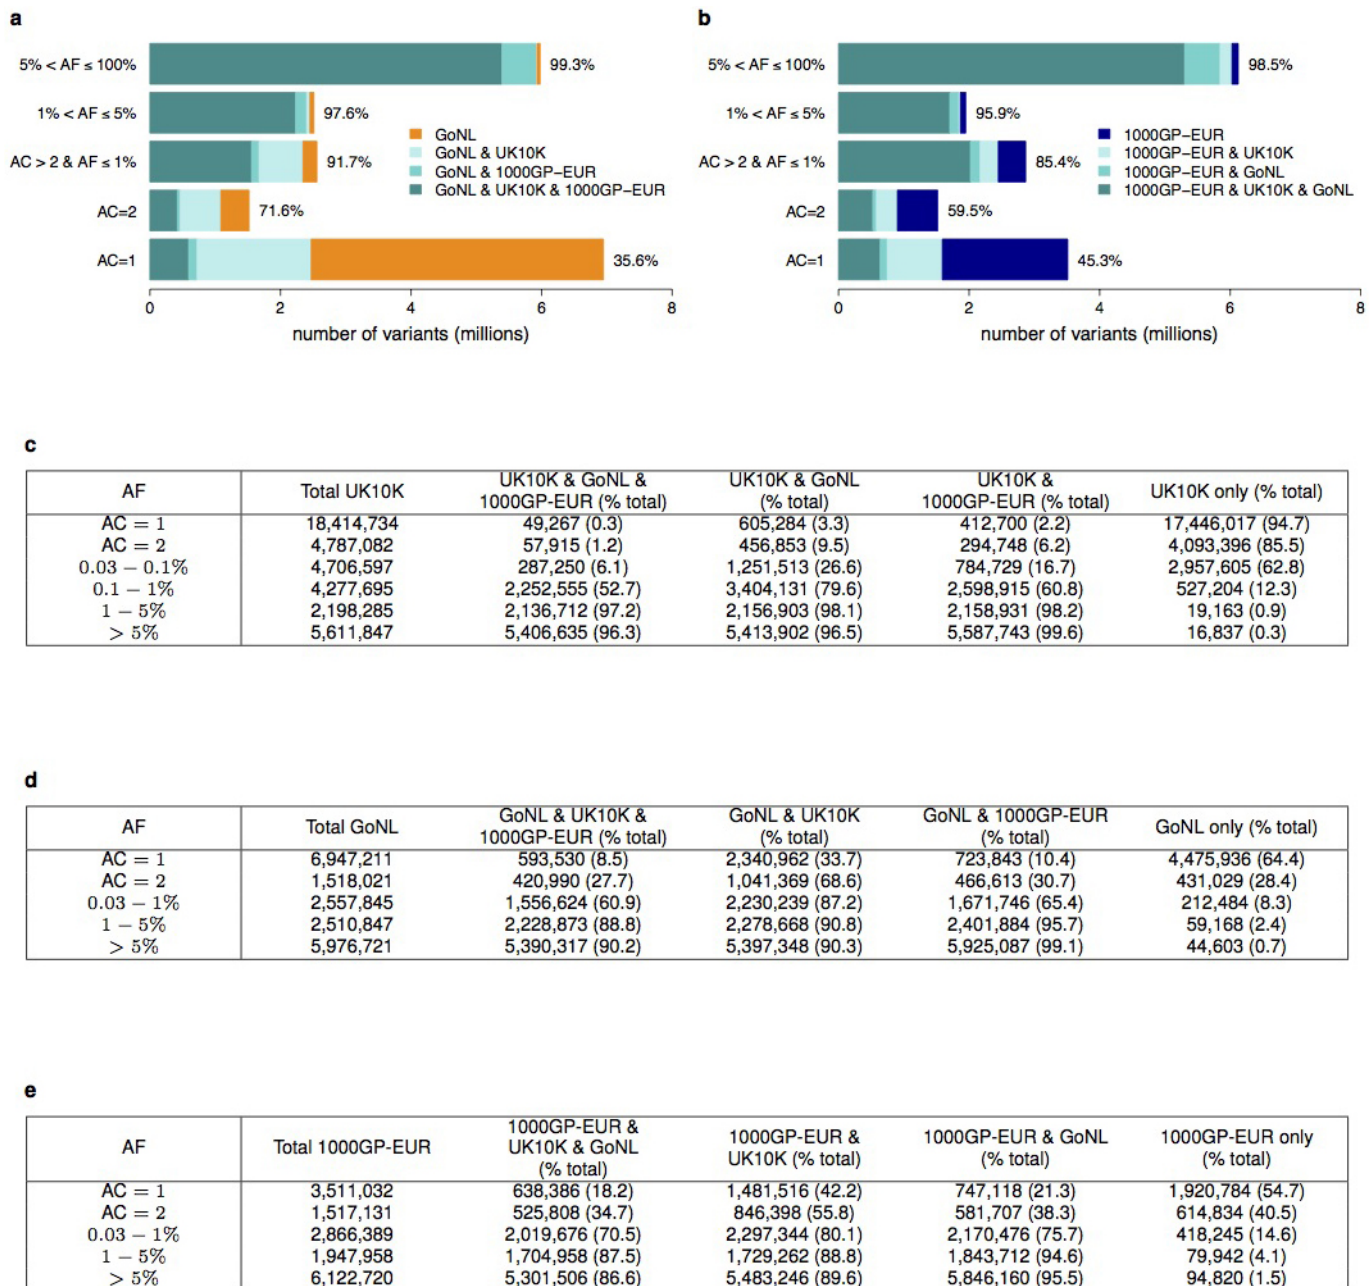 a
5% < AF ≤ 100%
99.3%
1% < AF ≤ 5%
97.6%
AC > 2 & AF ≤ 1%
91.7%
AC=2
71.6%
AC=1
35.6%
GoNL
GoNL & UK10K
GoNL & 1000GP−EUR
GoNL & UK10K & 1000GP−EUR
0 2 4 6 8
number of variants (millions)
b
5% < AF ≤ 100%
98.5%
1% < AF ≤ 5%
95.9%
AC > 2 & AF ≤ 1%
85.4%
AC=2
59.5%
AC=1
45.3%
1000GP−EUR
1000GP−EUR & UK10K
1000GP−EUR & GoNL
1000GP−EUR & UK10K & GoNL
0 2 4 6 8
number of variants (millions)
c
AF Total UK10K UK10K & GoNL & 1000GP-EUR (% total) UK10K & GoNL (% total) UK10K & 1000GP-EUR (% total) UK10K only (% total)
AC = 1 18,414,734 49,267 (0.3) 605,284 (3.3) 412,700 (2.2) 17,446,017 (94.7)
AC = 2 4,787,082 57,915 (1.2) 456,853 (9.5) 294,748 (6.2) 4,093,396 (85.5)
0.03 − 0.1% 4,706,597 287,250 (6.1) 1,251,513 (26.6) 784,729 (16.7) 2,957,605 (62.8)
0.1 − 1% 4,277,695 2,252,555 (52.7) 3,404,131 (79.6) 2,598,915 (60.8) 527,204 (12.3)
1 − 5% 2,198,285 2,136,712 (97.2) 2,156,903 (98.1) 2,158,931 (98.2) 19,163 (0.9)
> 5% 5,611,847 5,406,635 (96.3) 5,413,902 (96.5) 5,587,743 (99.6) 16,837 (0.3)
d
AF Total GoNL GoNL & UK10K & 1000GP-EUR (% total) GoNL & UK10K (% total) GoNL & 1000GP-EUR (% total) GoNL only (% total)
AC = 1 6,947,211 593,530 (8.5) 2,340,962 (33.7) 723,843 (10.4) 4,475,936 (64.4)
AC = 2 1,518,021 420,990 (27.7) 1,041,369 (68.6) 466,613 (30.7) 431,029 (28.4)
0.03 − 1% 2,557,845 1,556,624 (60.9) 2,230,239 (87.2) 1,671,746 (65.4) 212,484 (8.3)
1 − 5% 2,510,847 2,228,873 (88.8) 2,278,668 (90.8) 2,401,884 (95.7) 59,168 (2.4)
> 5% 5,976,721 5,390,317 (90.2) 5,397,348 (90.3) 5,925,087 (99.1) 44,603 (0.7)
e
AF Total 1000GP-EUR 1000GP-EUR & UK10K & GoNL (% total) 1000GP-EUR & UK10K (% total) 1000GP-EUR & GoNL (% total) 1000GP-EUR only (% total)
AC = 1 3,511,032 638,386 (18.2) 1,481,516 (42.2) 747,118 (21.3) 1,920,784 (54.7)
AC = 2 1,517,131 525,808 (34.7) 846,398 (55.8) 581,707 (38.3) 614,834 (40.5)
0.03 − 1% 2,866,389 2,019,676 (70.5) 2,297,344 (80.1) 2,170,476 (75.7) 418,245 (14.6)
1 − 5% 1,947,958 1,704,958 (87.5) 1,729,262 (88.8) 1,843,712 (94.6) 79,942 (4.1)
> 5% 6,122,720 5,301,506 (86.6) 5,483,246 (89.6) 5,846,160 (95.5) 94,820 (1.5)